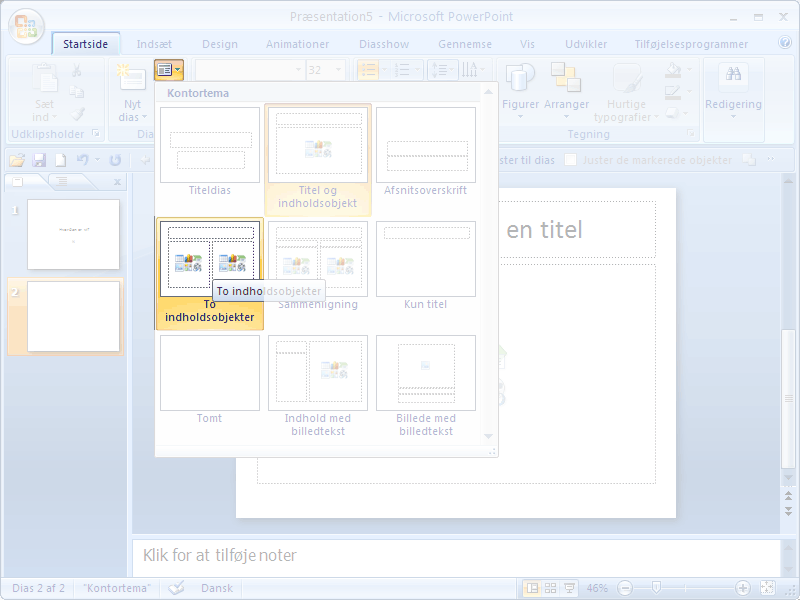 Præsentation5 - Microsoft PowerPoint
Startside Indsæt Design Animationer Diasshow Gennemse Vis Udvikler Tilføjelsesprogrammer
32
Sæt ind
Udklipsholder
Nyt dias
Dia
Figurer Arranger Hurtige typografier
Tegning
Redigering
ster til dias Juster de markerede objekter
Kontortema
Titeldias
Titel og indholdsobjekt
Afsnitsoverskrift
To indholdsobjekter
To indholdsobjekter
Sammenligning
Kun titel
Tomt
Indhold med billedtekst
Billede med billedtekst
1
2
en titel
Klik for at tilføje noter
Dias 2 af 2 "Kontortema" Dansk 46%